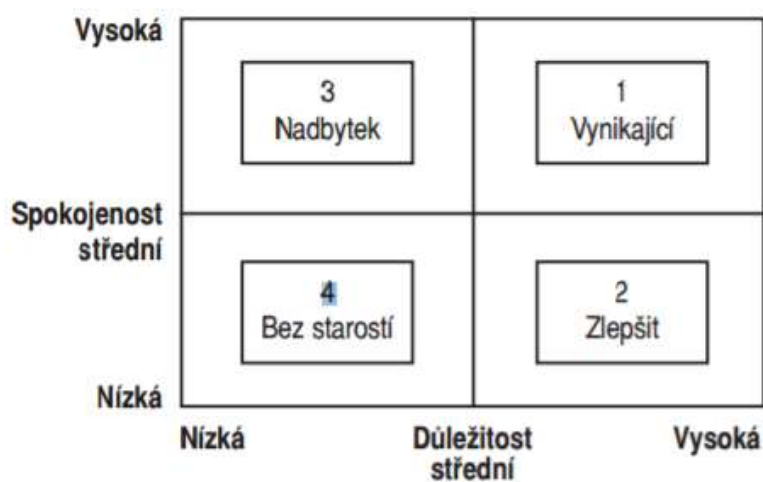 Vysoká
3
Nadbytek
1
Vynikající
Spokojenost
střední
4
Bez starostí
2
Zlepšit
Nízká
Nízká
Důležitost
střední
Vysoká